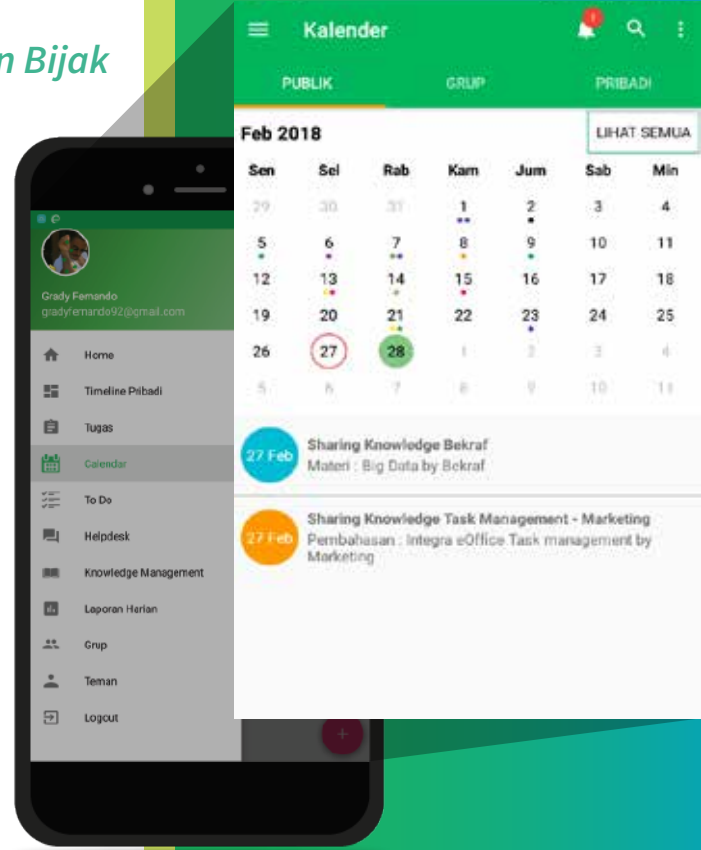 n Bijak
Kalender
1
PUBLIK GRUP PRIBADI
Feb 2018 LIHAT SEMUA
Sen Sel Rab Kam Jum Sab Min
29 30 31 1 2 3 4
5 6 7 8 9 10 11
12 13 14 15 16 17 18
19 20 21 22 23 24 25
26 27 28 1 2 3 4
5 6 7 8 9 10 11
27 Feb
Sharing Knowledge Bekraf
Materi : Big Data by Bekraf
27 Feb
Sharing Knowledge Task Management - Marketing
Pembahasan : Integra eOffice Task management by
Marketing
Grady Fernando
gradyfernando92@gmail.com
Home
Timeline Pribadi
Tugas
Calendar
To Do
Helpdesk
Knowledge Management
Laporan Harian
Grup
Teman
Logout